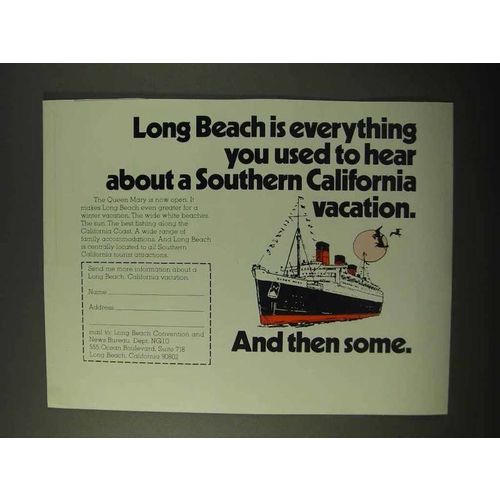 Long Beach is everything
you used to hear
about a Southern California
vacation.
The Queen Mary is now open. It
makes Long Beach even greater for a
winter vacation. The wide white beaches.
The sun. The best fishing along the
California Coast. A wide range of
family accommodations. And Long Beach
is centrally located to all Southern
California tourist attractions.
Send me more information about a
Long Beach, California vacation.
Name
Address
mail to: Long Beach Convention and
News Bureau, Dept. NG10
555 Ocean Boulevard, Suite 718
Long Beach, California 90802
And then some.